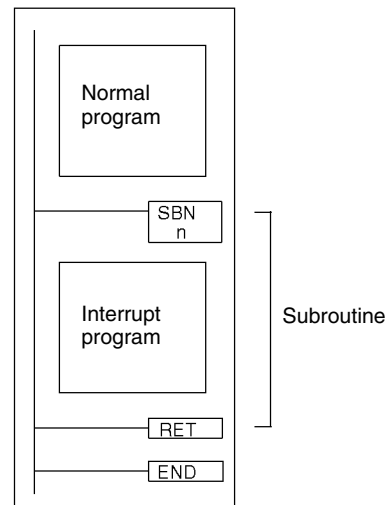 Normal
program
SBN
n
Interrupt
program
Subroutine
RET
END